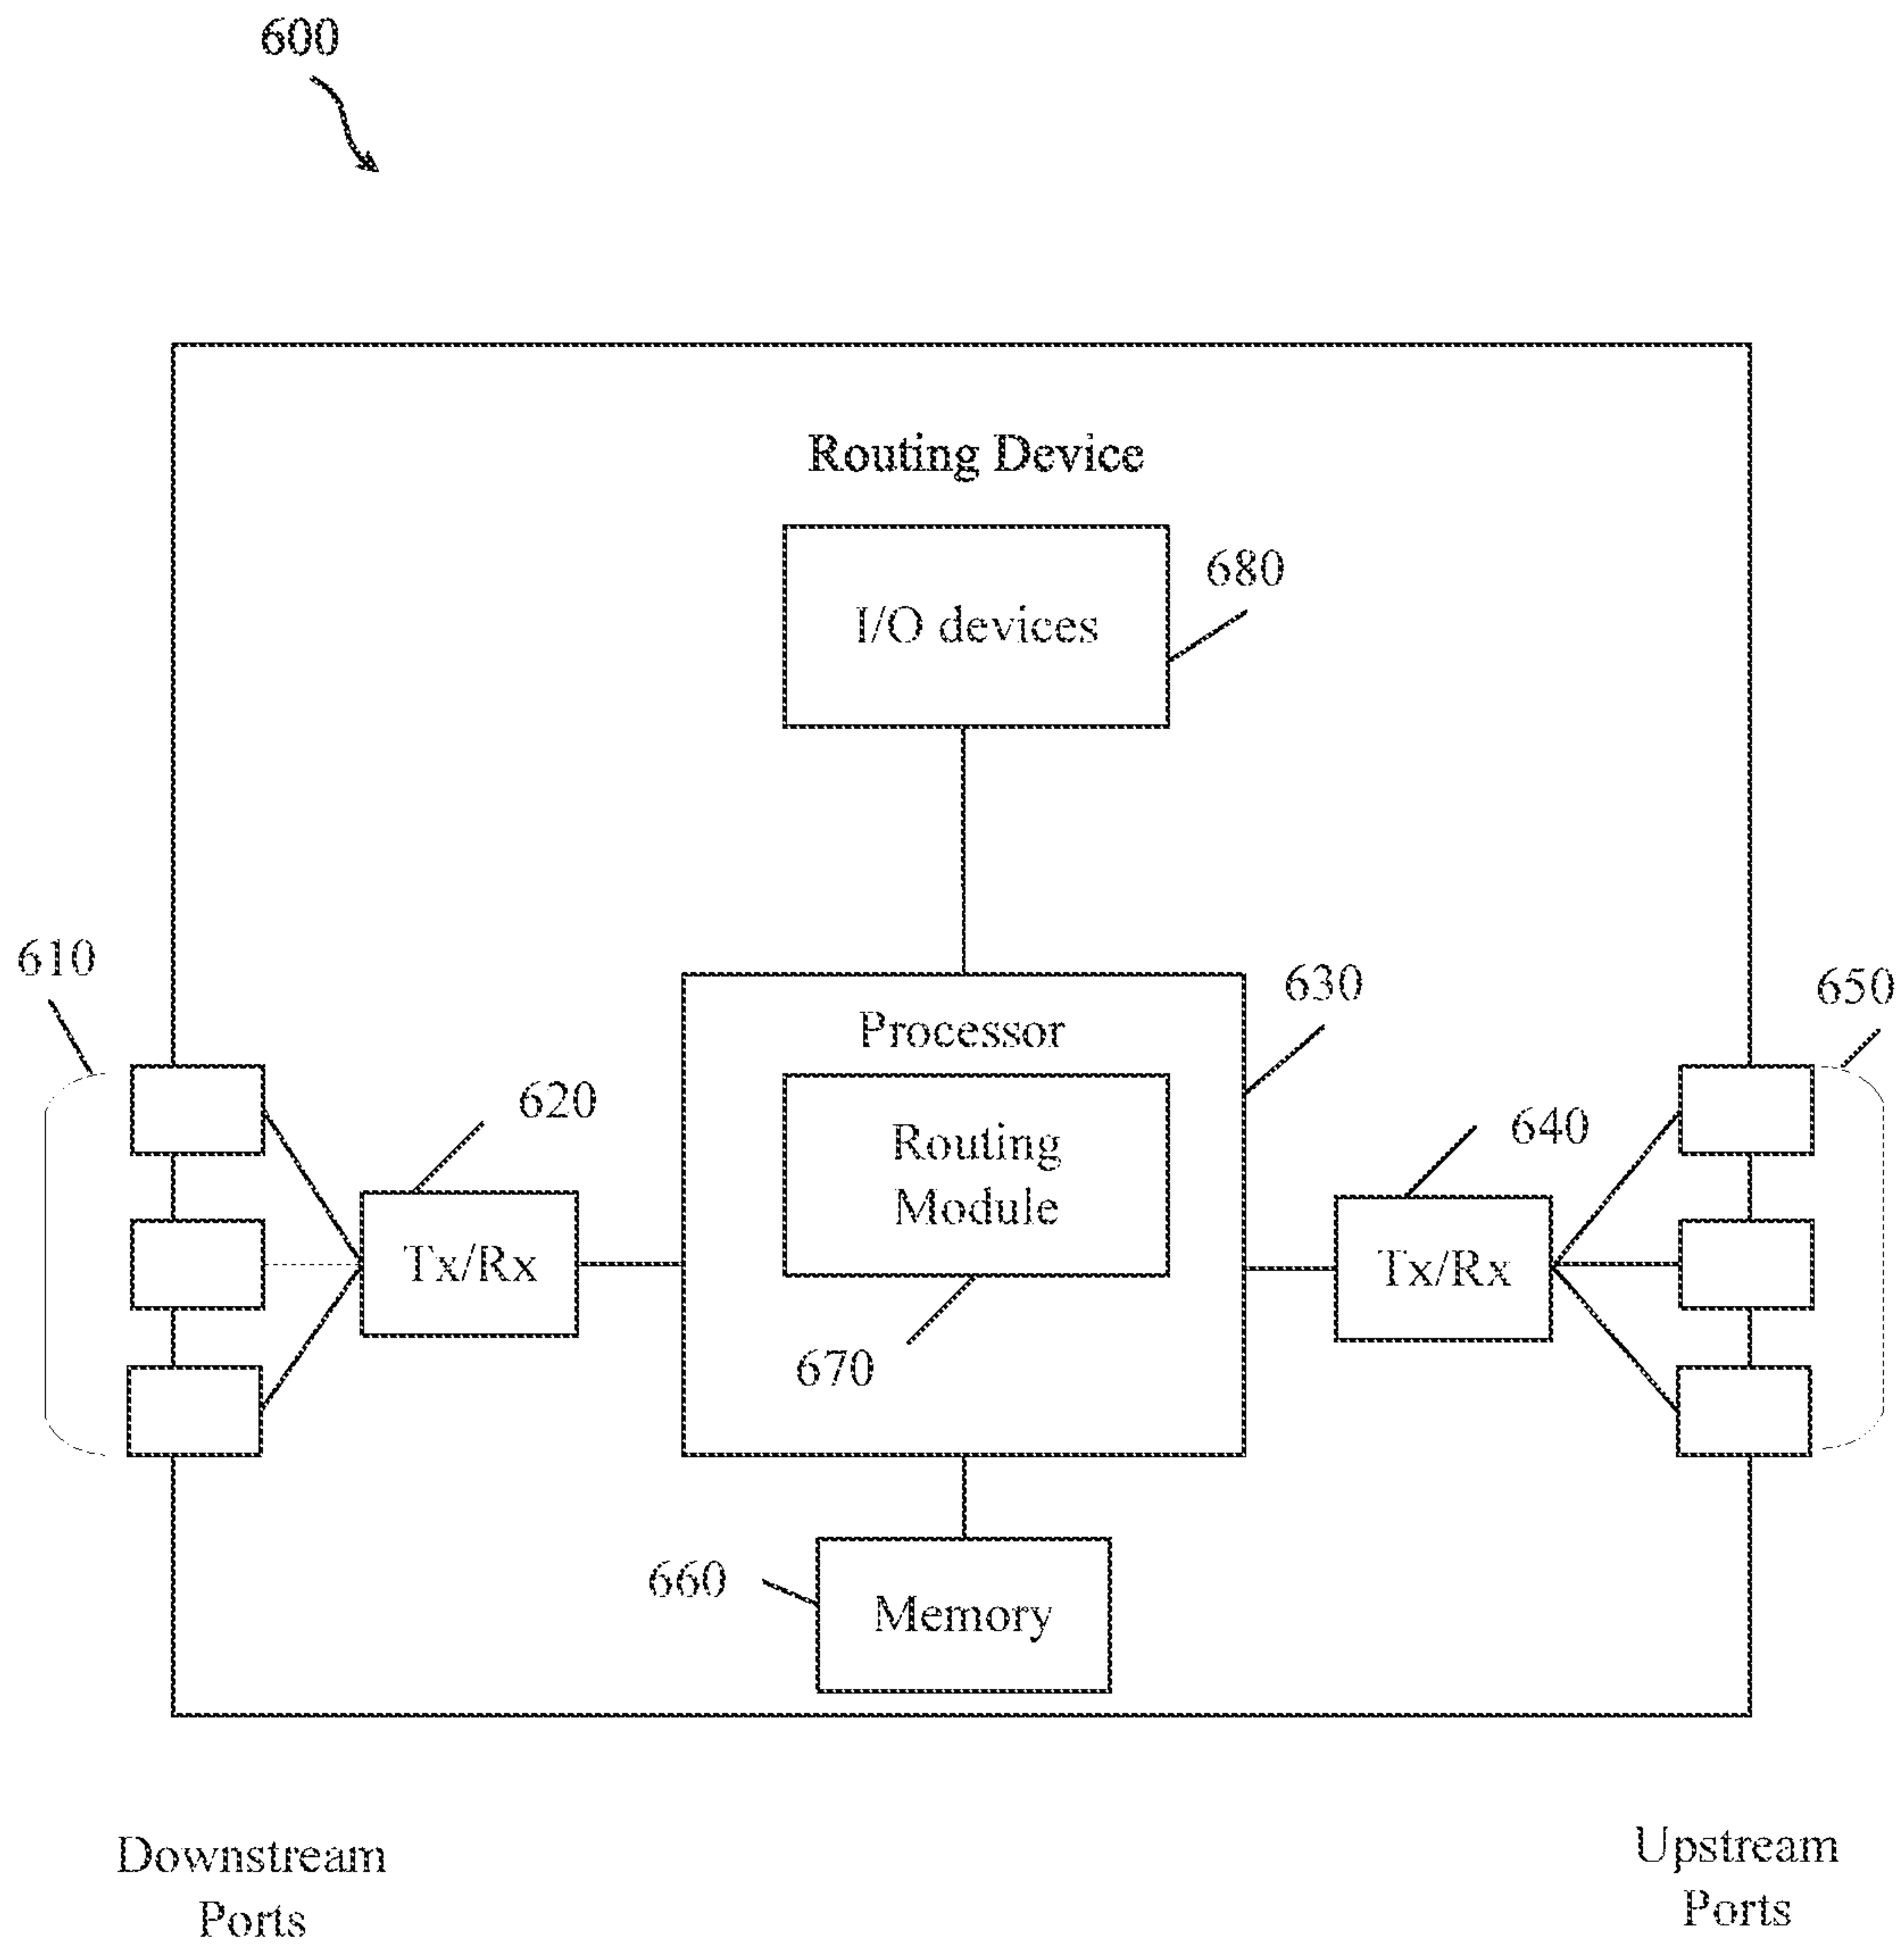 600
Routing Device
I/O devices
680
610
630
650
Processor
620
640
Routing
Module
Tx/Rx
Tx/Rx
670
660
Memory
Downstream
Ports
Upstream
Ports